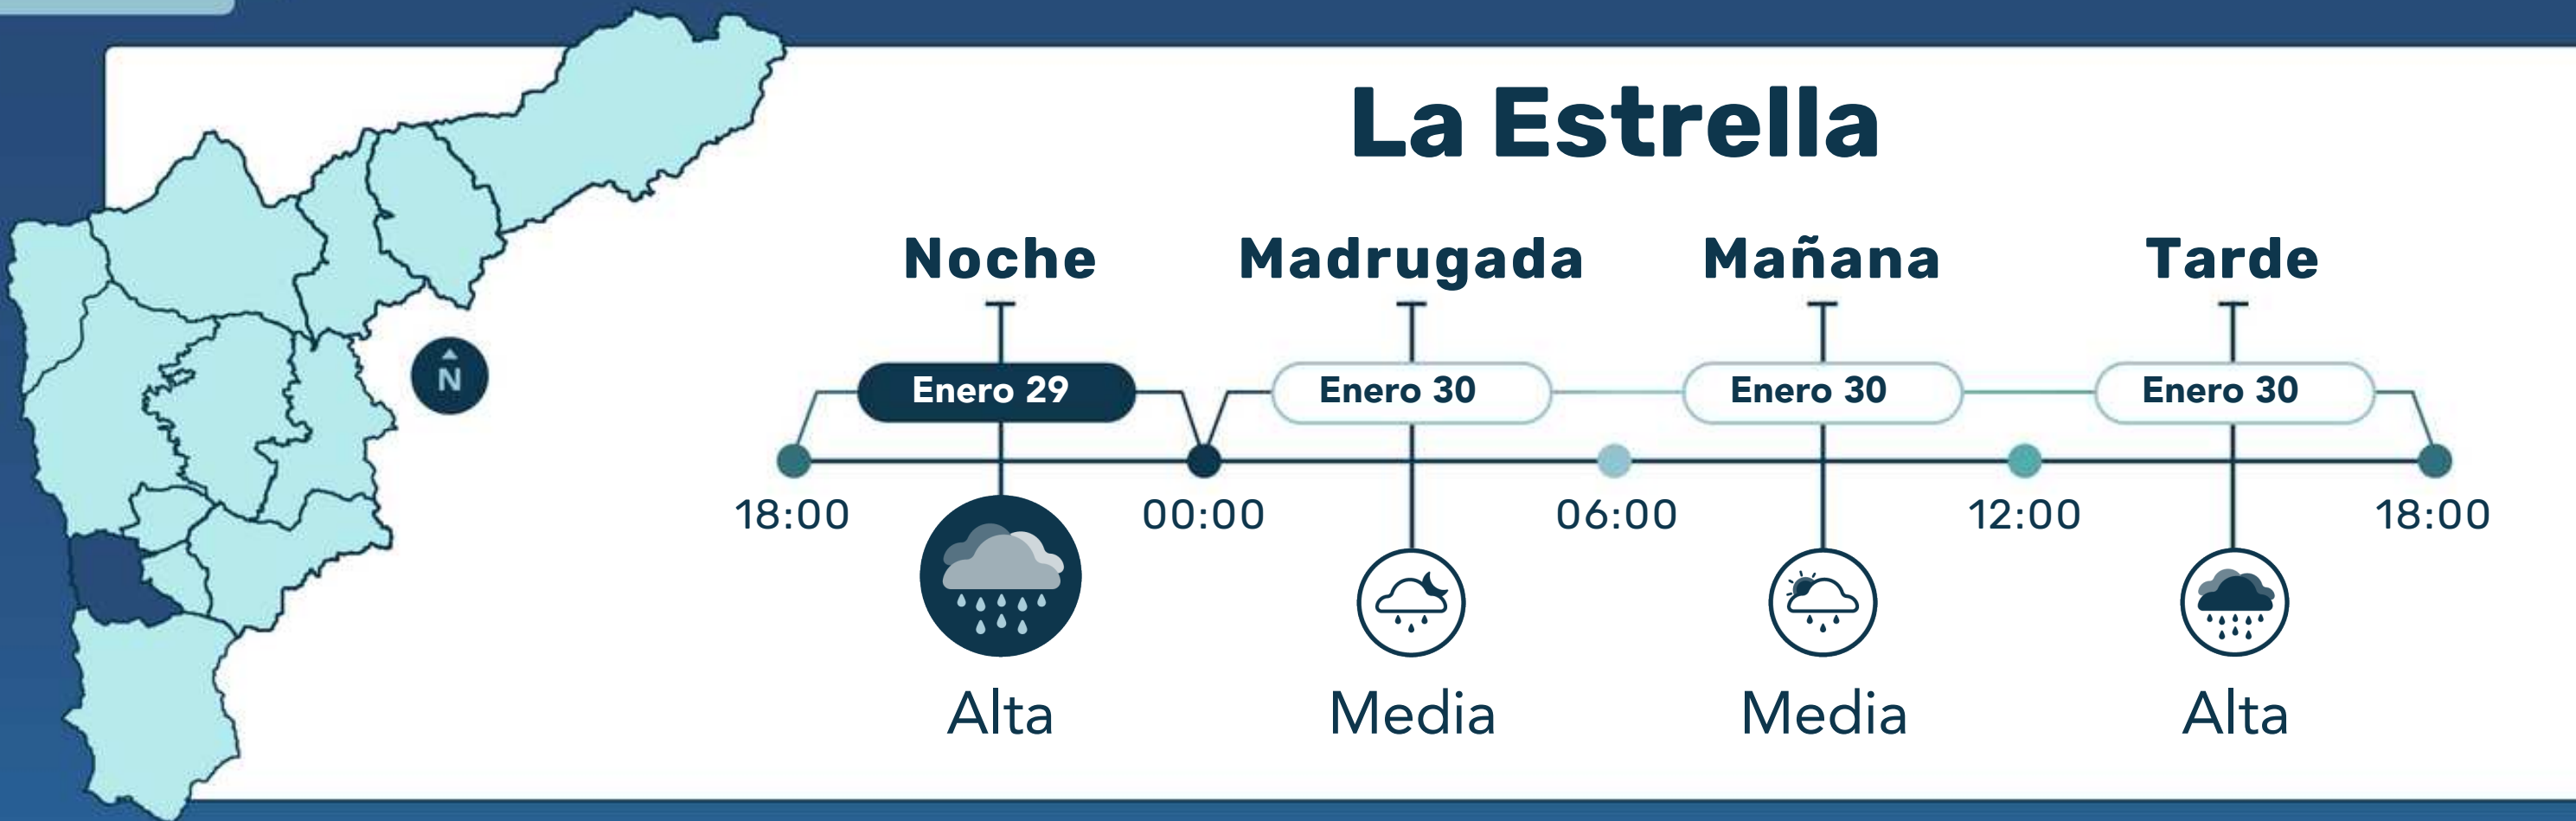 La Estrella
Noche Madrugada Mañana Tarde
Enero 29 Enero 30 Enero 30 Enero 30
N
18:00 00:00 06:00 12:00 18:00
Alta Media Media Alta